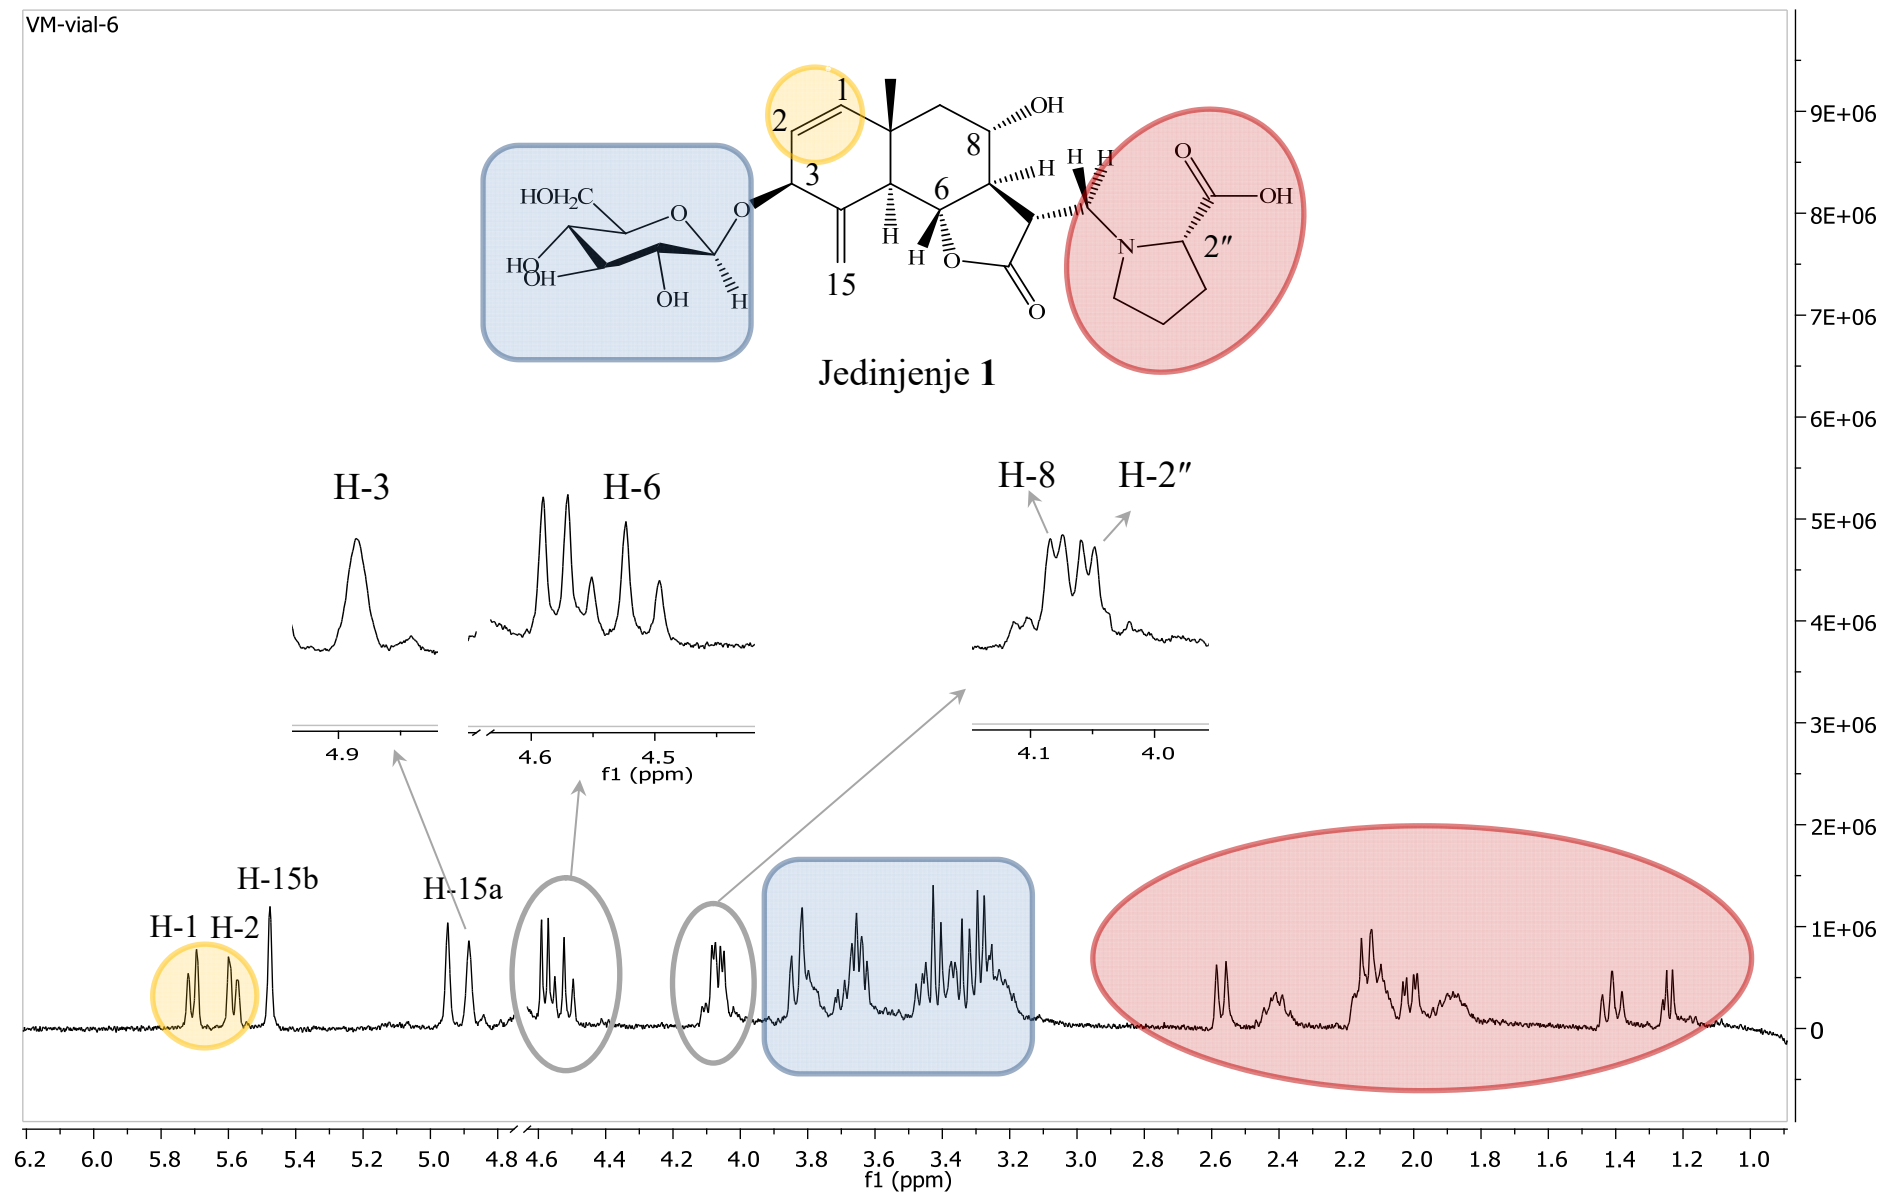 VM-vial-6
1
2
3
OH
8
H
H
H
O
OH
HOH₂C
O
O
6
H
H
N
2″
HO
OH
OH
H
15
O
O
Jedinjenje 1
9E+06
8E+06
7E+06
6E+06
5E+06
4E+06
3E+06
2E+06
1E+06
0
H-3
H-6
H-8
H-2″
4.9
4.6
4.5
f1 (ppm)
4.1
4.0
H-1
H-2
H-15b
H-15a
6.2 6.0 5.8 5.6 5.4 5.2 5.0 4.8 4.6 4.4 4.2 4.0 3.8 3.6 3.4 3.2 3.0 2.8 2.6 2.4 2.2 2.0 1.8 1.6 1.4 1.2 1.0
f1 (ppm)